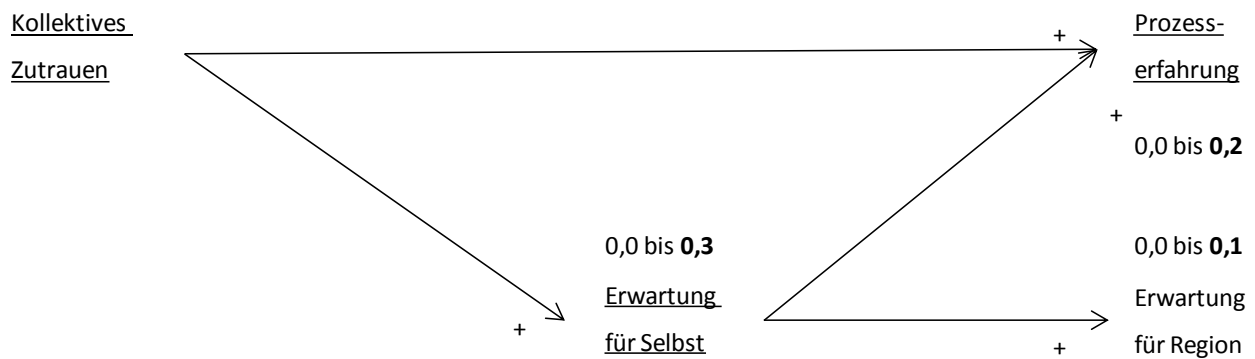 Kollektives
Zutrauen
+
Prozess-
erfahrung
+
0,0 bis 0,2
0,0 bis 0,3
Erwartung
für Selbst
+
0,0 bis 0,1
Erwartung
für Region
+